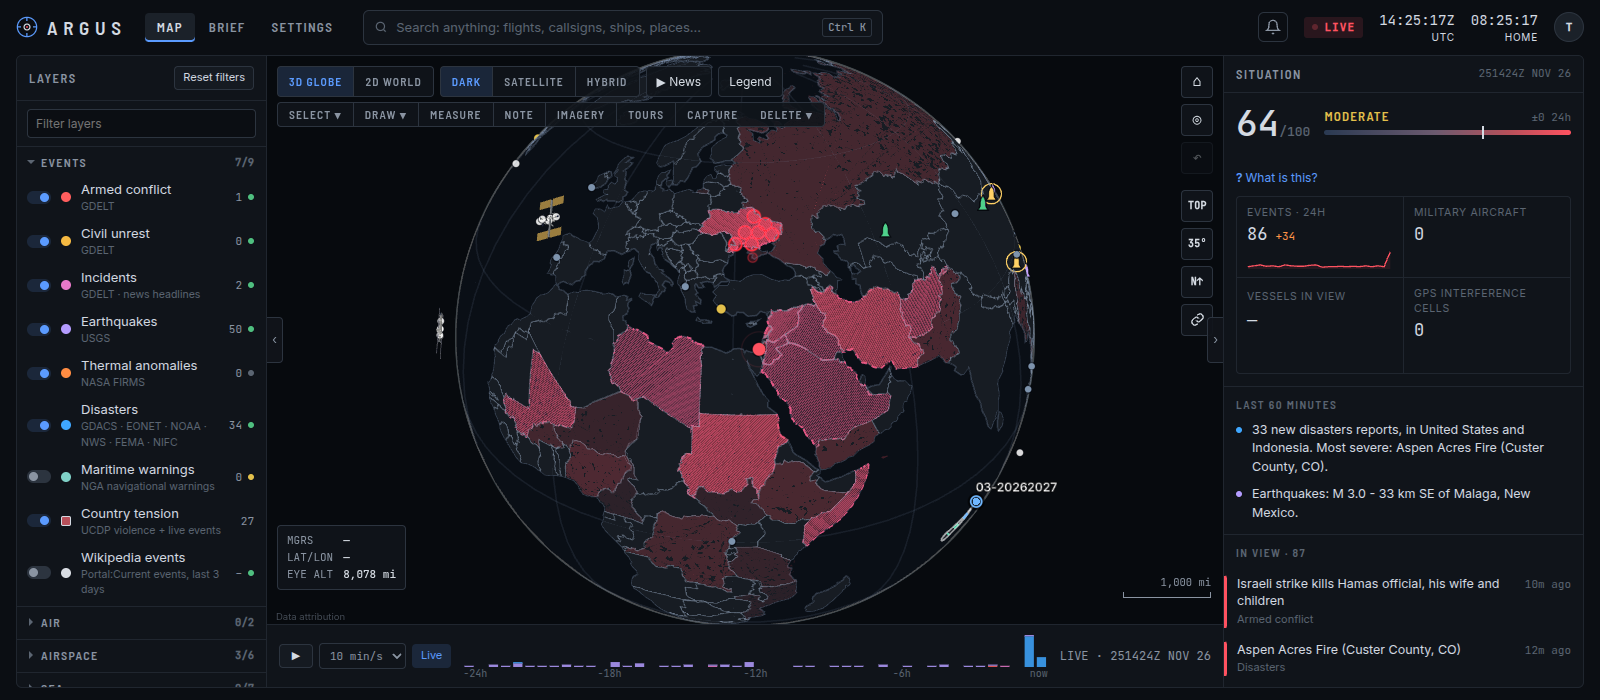 ARGUS
MAP
BRIEF
SETTINGS
Search anything: flights, callsigns, ships, places...
Ctrl K
LIVE
14:25:17Z
UTC
08:25:17
HOME
T
LAYERS
Reset filters
Filter layers
EVENTS 7/9
Armed conflict
GDELT
1
Civil unrest
GDELT
0
Incidents
GDELT · news headlines
2
Earthquakes
USGS
50
Thermal anomalies
NASA FIRMS
0
Disasters
GDACS · EONET · NOAA ·
NWS · FEMA · NIFC
34
Maritime warnings
NGA navigational warnings
0
Country tension
UCDP violence + live events
27
Wikipedia events
Portal:Current events, last 3
days
–
AIR 0/2
AIRSPACE 3/6
3D GLOBE
2D WORLD
DARK
SATELLITE
HYBRID
▶ News
Legend
SELECT ▾
DRAW ▾
MEASURE
NOTE
IMAGERY
TOURS
CAPTURE
DELETE ▾
TOP
35°
N↑
03-20262027
MGRS –
LAT/LON –
EYE ALT 8,078 mi
Data attribution
1,000 mi
10 min/s
Live
-24h
-18h
-12h
-6h
now
LIVE · 251424Z NOV 26
SITUATION
251424Z NOV 26
64/100
MODERATE
±0 24h
? What is this?
EVENTS · 24H
86 +34
MILITARY AIRCRAFT
0
VESSELS IN VIEW
–
GPS INTERFERENCE
CELLS
0
LAST 60 MINUTES
33 new disasters reports, in United States and
Indonesia. Most severe: Aspen Acres Fire (Custer
County, CO).
Earthquakes: M 3.0 - 33 km SE of Malaga, New
Mexico.
IN VIEW · 87
Israeli strike kills Hamas official, his wife and
children
10m ago
Armed conflict
Aspen Acres Fire (Custer County, CO)
12m ago
Disasters